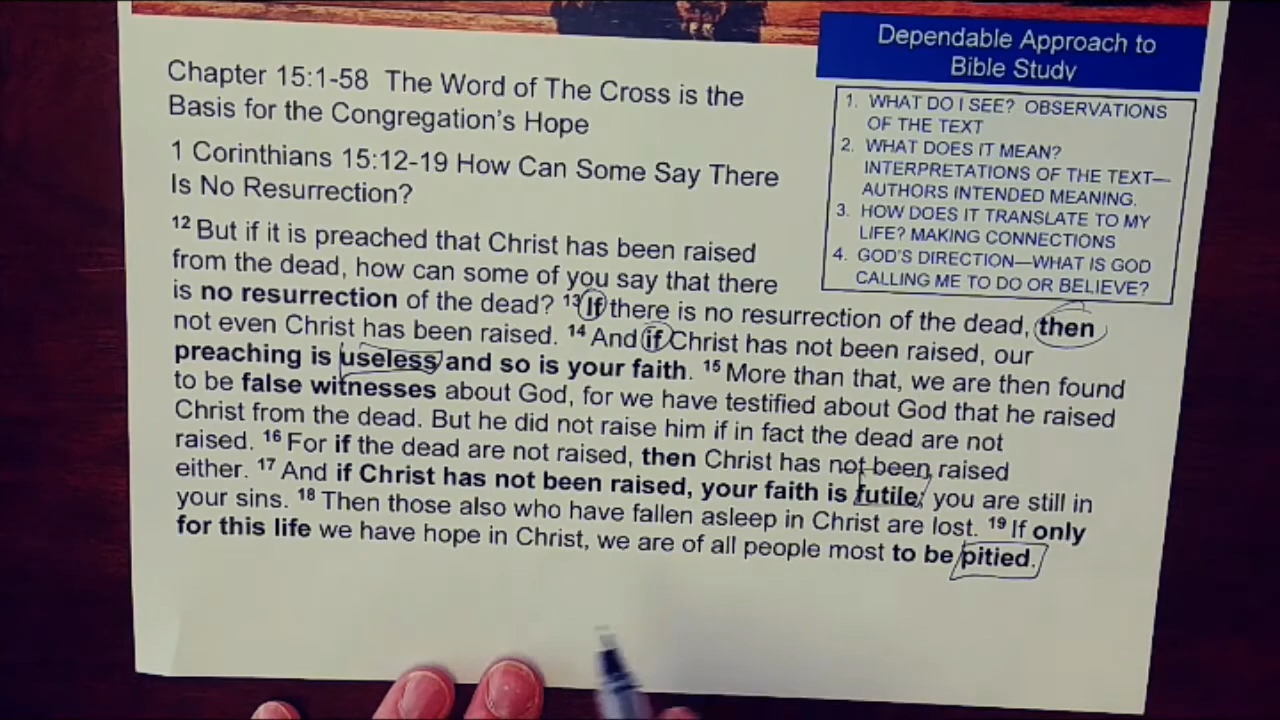 Dependable Approach to
Bible Study
1. WHAT DO I SEE? OBSERVATIONS
OF THE TEXT
2. WHAT DOES IT MEAN?
INTERPRETATIONS OF THE TEXT—
AUTHORS INTENDED MEANING.
3. HOW DOES IT TRANSLATE TO MY
LIFE? MAKING CONNECTIONS
4. GOD'S DIRECTION—WHAT IS GOD
CALLING ME TO DO OR BELIEVE?
Chapter 15:1-58 The Word of The Cross is the
Basis for the Congregation's Hope
1 Corinthians 15:12-19 How Can Some Say There
Is No Resurrection?
12 But if it is preached that Christ has been raised
from the dead, how can some of you say that there
is no resurrection of the dead? 13 If there is no resurrection of the dead, then
not even Christ has been raised. 14 And if Christ has not been raised, our
preaching is useless and so is your faith. 15 More than that, we are then found
to be false witnesses about God, for we have testified about God that he raised
Christ from the dead. But he did not raise him if in fact the dead are not
raised. 16 For if the dead are not raised, then Christ has not been raised
either. 17 And if Christ has not been raised, your faith is futile; you are still in
your sins. 18 Then those also who have fallen asleep in Christ are lost. 19 If only
for this life we have hope in Christ, we are of all people most to be pitied.